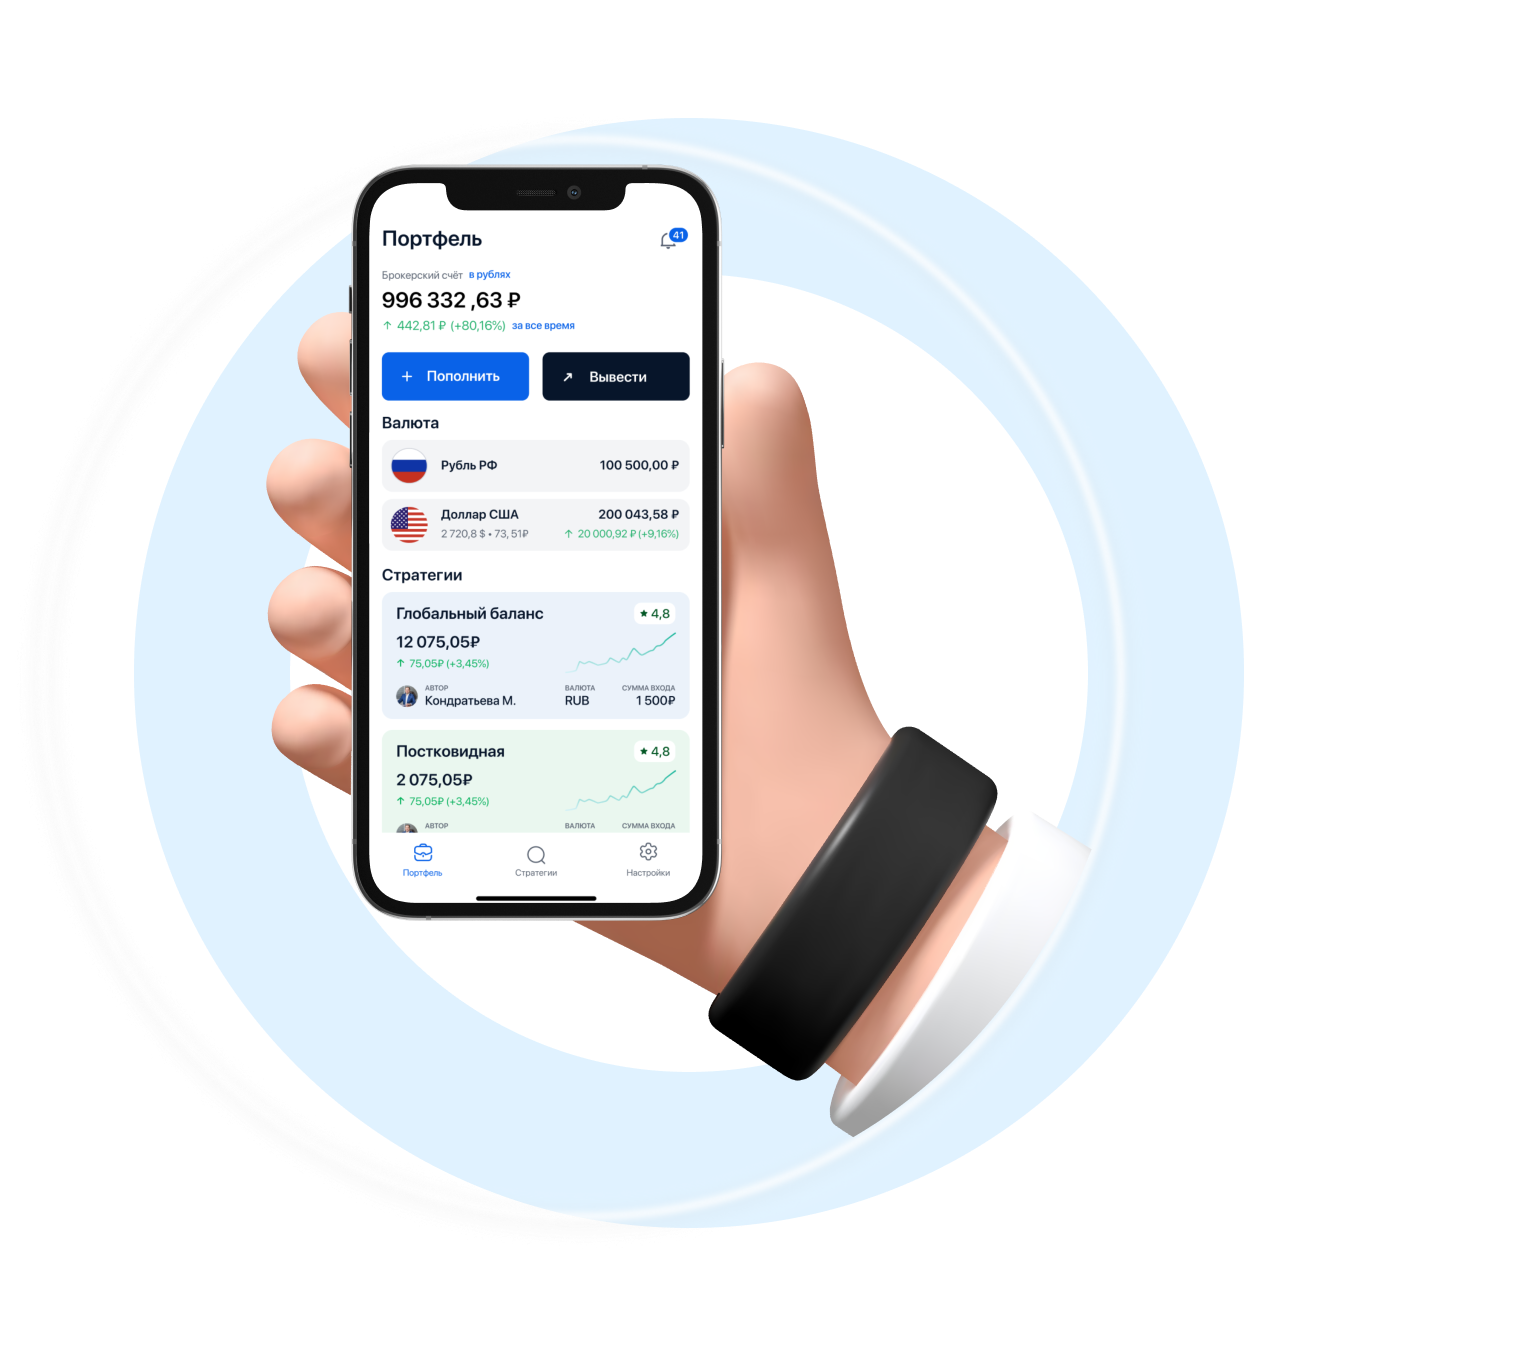 Портфель 41
Брокерский счёт в рублях
996 332 ,63 ₽
↑ 442,81 ₽ (+80,16%) за все время
+ Пополнить ↗ Вывести
Валюта
Рубль РФ 100 500,00 ₽
Доллар США 200 043,58 ₽
2 720,8 $ • 73, 51₽ ↑ 20 000,92 ₽ (+9,16%)
Стратегии
Глобальный баланс ★ 4,8
12 075,05₽
↑ 75,05₽ (+3,45%)
АВТОР ВАЛЮТА СУММА ВХОДА
Кондратьева М. RUB 1 500₽
Постковидная ★ 4,8
2 075,05₽
↑ 75,05₽ (+3,45%)
АВТОР ВАЛЮТА СУММА ВХОДА
Портфель Стратегии Настройки